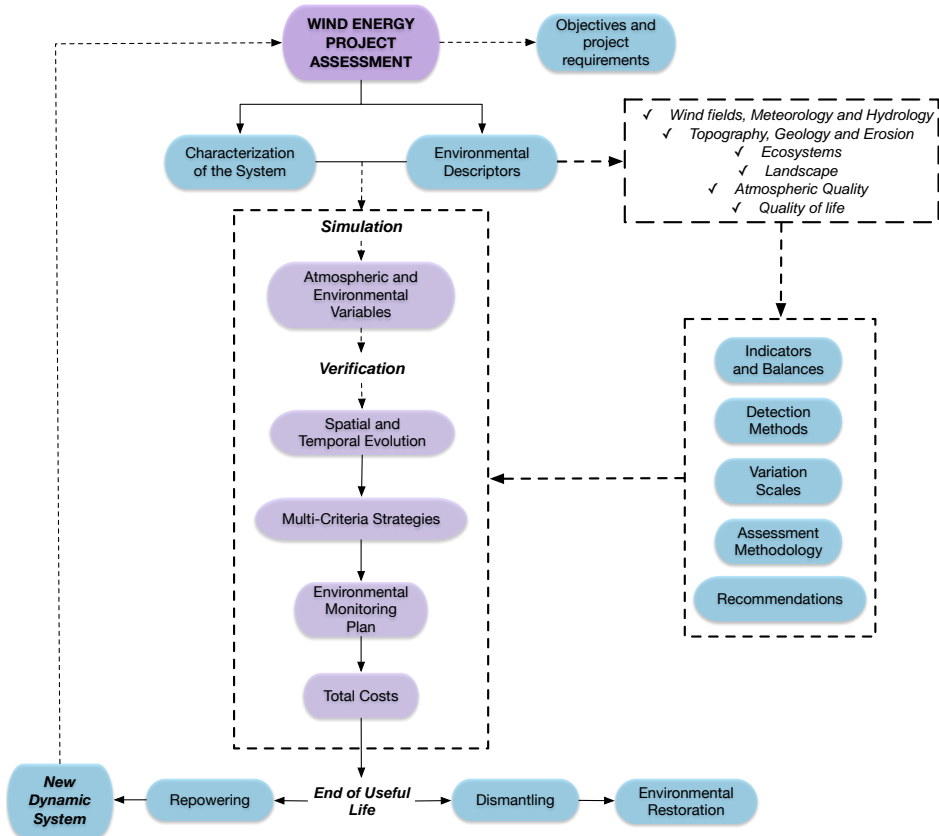 WIND ENERGY
PROJECT
ASSESSMENT
Objectives and
project
requirements
Characterization
of the System
Environmental
Descriptors
✓ Wind fields, Meteorology and Hydrology
✓ Topography, Geology and Erosion
✓ Ecosystems
✓ Landscape
✓ Atmospheric Quality
✓ Quality of life
Simulation
Atmospheric and
Environmental
Variables
Verification
Spatial and
Temporal Evolution
Multi-Criteria Strategies
Environmental
Monitoring
Plan
Total Costs
Indicators
and Balances
Detection
Methods
Variation
Scales
Assessment
Methodology
Recommendations
New
Dynamic
System
Repowering
End of Useful
Life
Dismantling
Environmental
Restoration